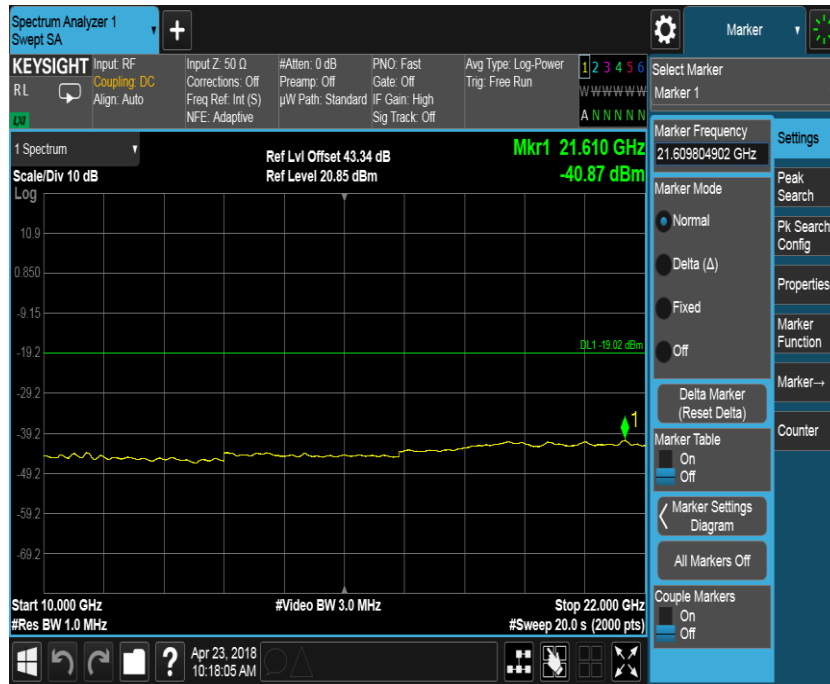 Spectrum Analyzer 1
Swept SA
+
Marker
KEYSIGHT
RL
LXI
Input: RF
Coupling: DC
Align: Auto
Input Z: 50 Ω
Corrections: Off
Freq Ref: Int (S)
NFE: Adaptive
#Atten: 0 dB
Preamp: Off
µW Path: Standard
PNO: Fast
Gate: Off
IF Gain: High
Sig Track: Off
Avg Type: Log-Power
Trig: Free Run
1 2 3 4 5 6
W W W W W W
A N N N N N
Select Marker
Marker 1
1 Spectrum
Scale/Div 10 dB
Log
Ref Lvl Offset 43.34 dB
Ref Level 20.85 dBm
Mkr1 21.610 GHz
-40.87 dBm
10.9
0.850
-9.15
-19.2
-29.2
-39.2
-49.2
-59.2
-69.2
DL1 -19.02 dBm
1
Start 10.000 GHz
#Res BW 1.0 MHz
#Video BW 3.0 MHz
Stop 22.000 GHz
#Sweep 20.0 s (2000 pts)
Marker Frequency
21.609804902 GHz
Marker Mode
Normal
Delta (Δ)
Fixed
Off
Delta Marker
(Reset Delta)
Marker Table
On
Off
Marker Settings
Diagram
All Markers Off
Couple Markers
On
Off
Settings
Peak
Search
Pk Search
Config
Properties
Marker
Function
Marker→
Counter
?
Apr 23, 2018
10:18:05 AM